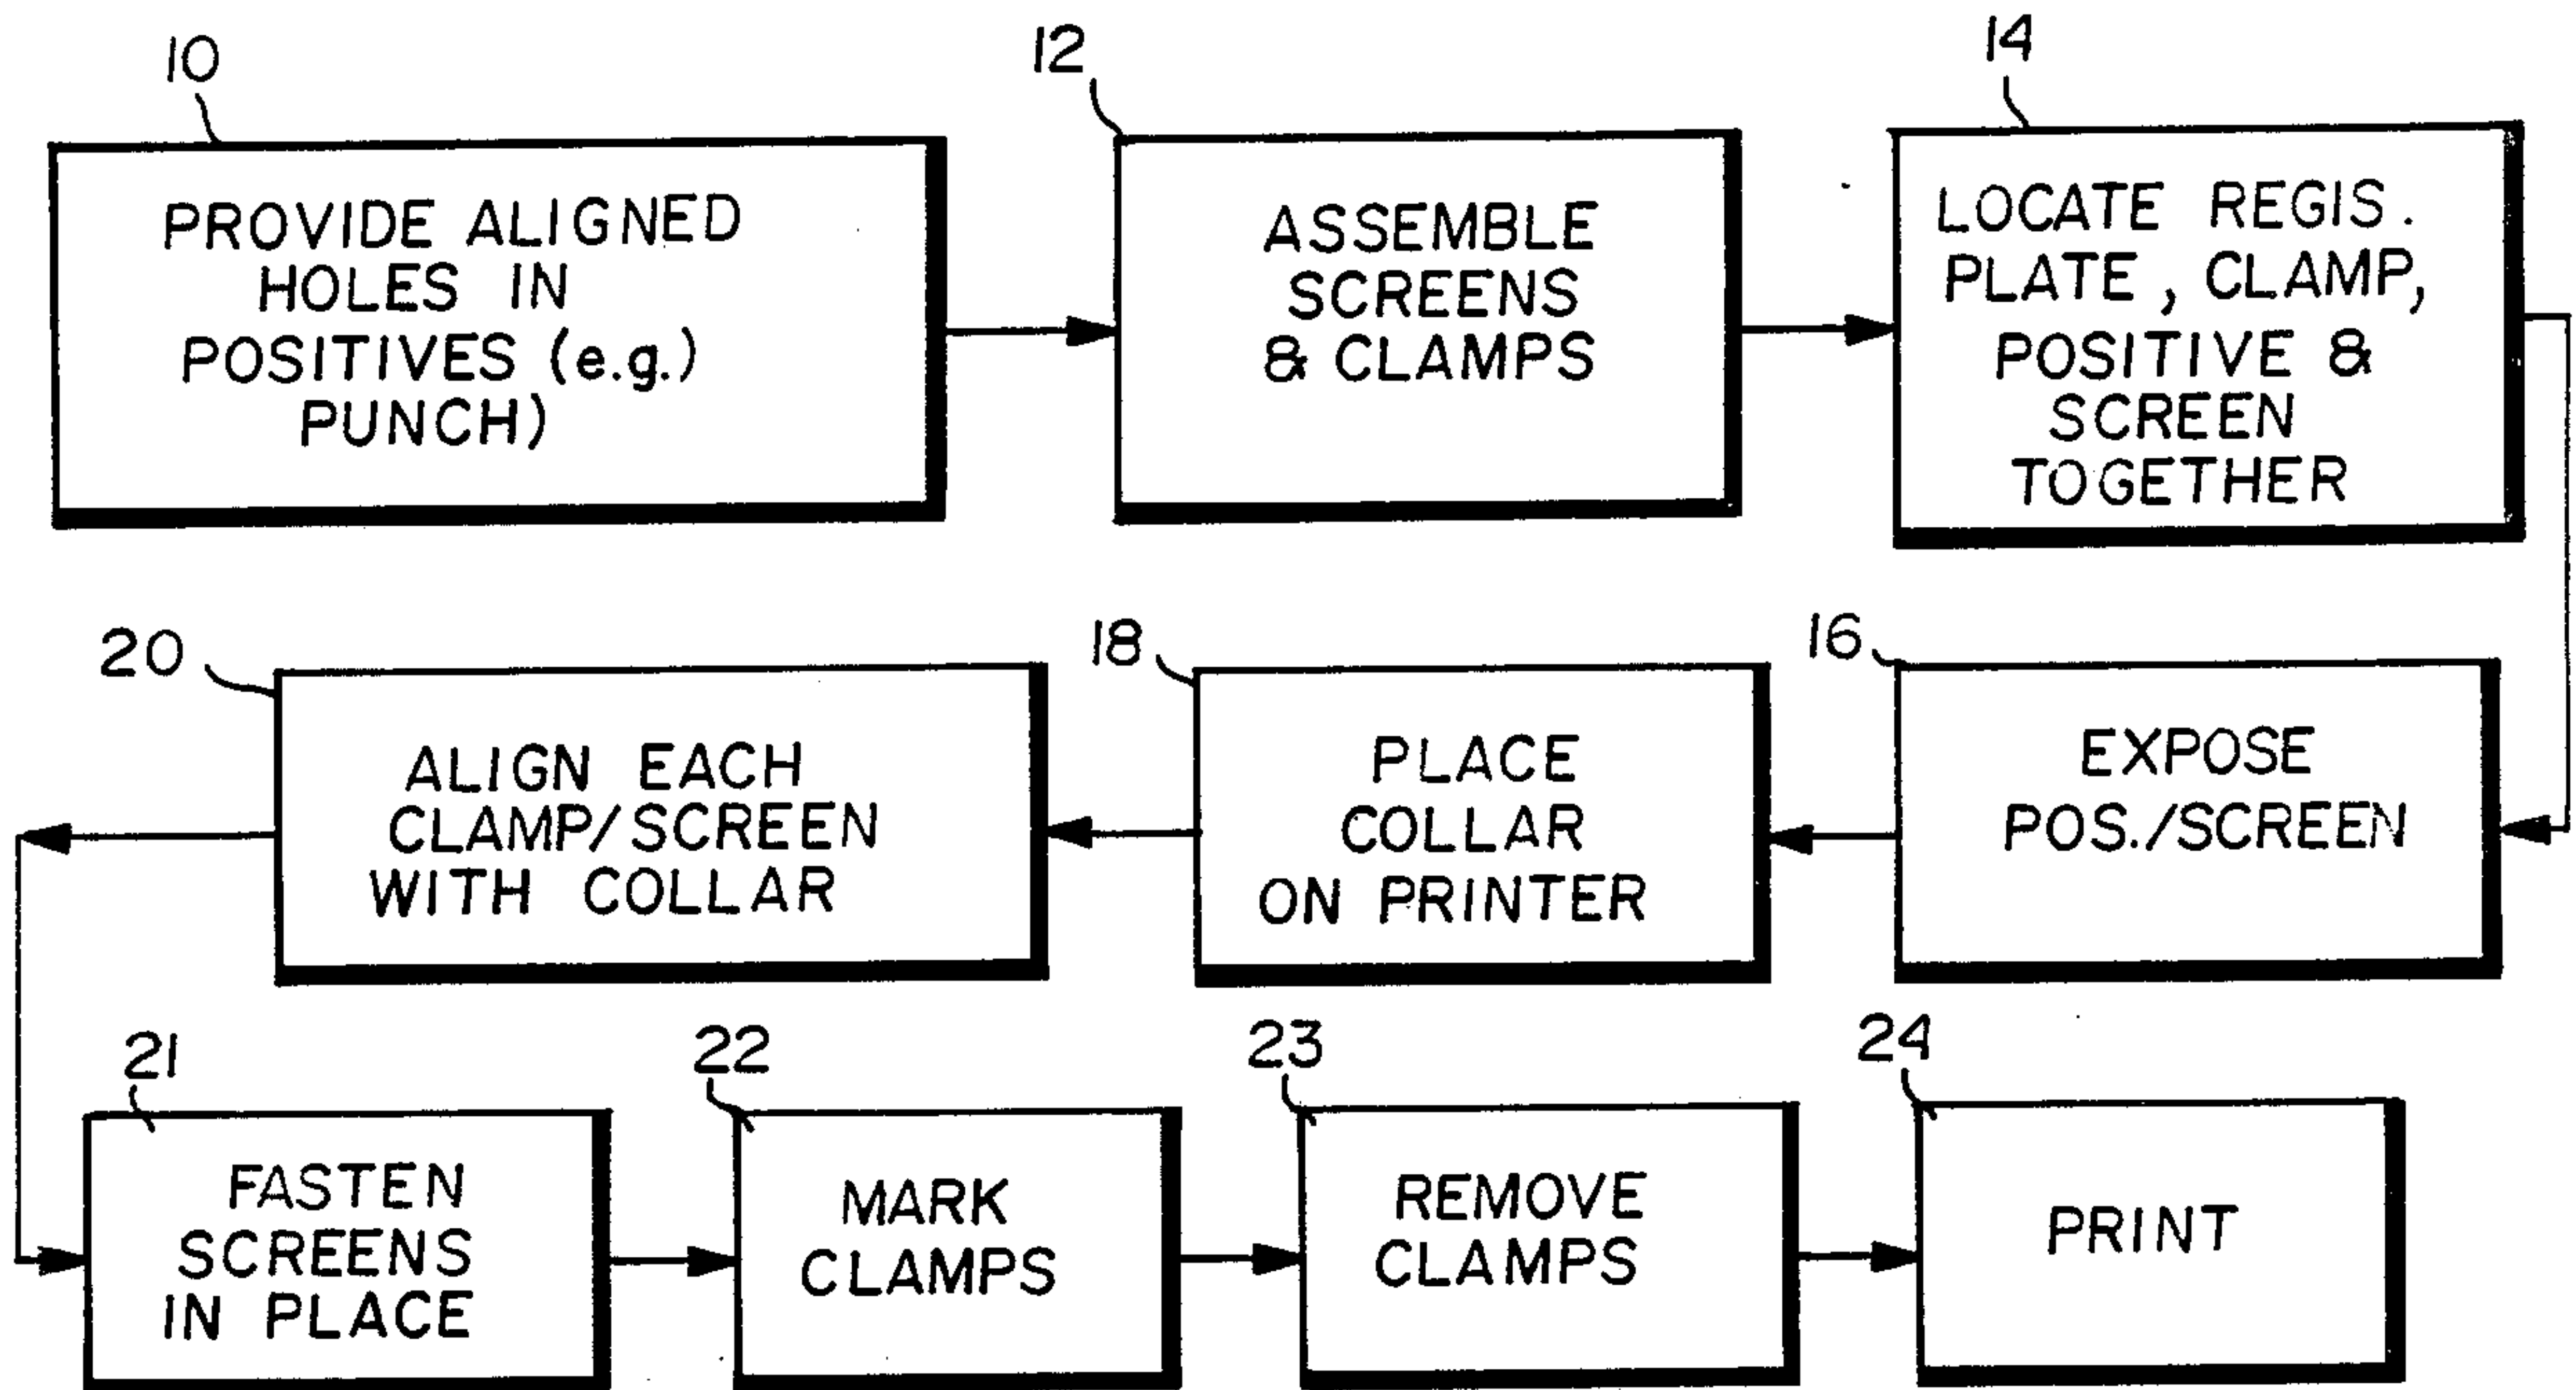 10
PROVIDE ALIGNED
HOLES IN
POSITIVES (e.g.)
PUNCH)
12
ASSEMBLE
SCREENS
& CLAMPS
14
LOCATE REGIS.
PLATE, CLAMP,
POSITIVE &
SCREEN
TOGETHER
16
EXPOSE
POS./SCREEN
18
PLACE
COLLAR
ON PRINTER
20
ALIGN EACH
CLAMP/SCREEN
WITH COLLAR
21
FASTEN
SCREENS
IN PLACE
22
MARK
CLAMPS
23
REMOVE
CLAMPS
24
PRINT